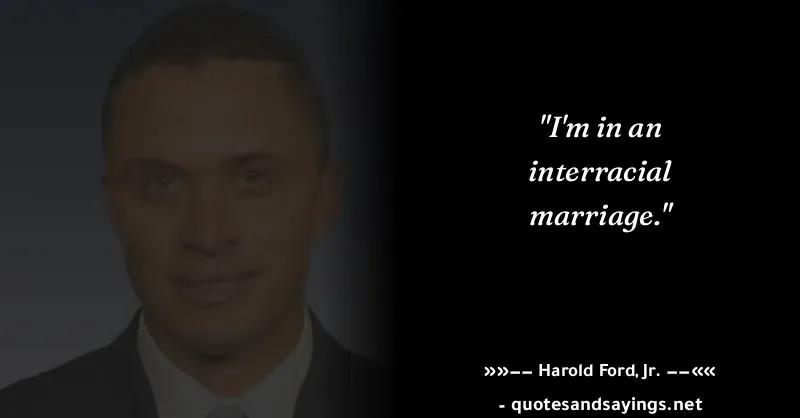 "I'm in an
interracial
marriage."
»»−− Harold Ford, Jr. −−««
- quotesandsayings.net